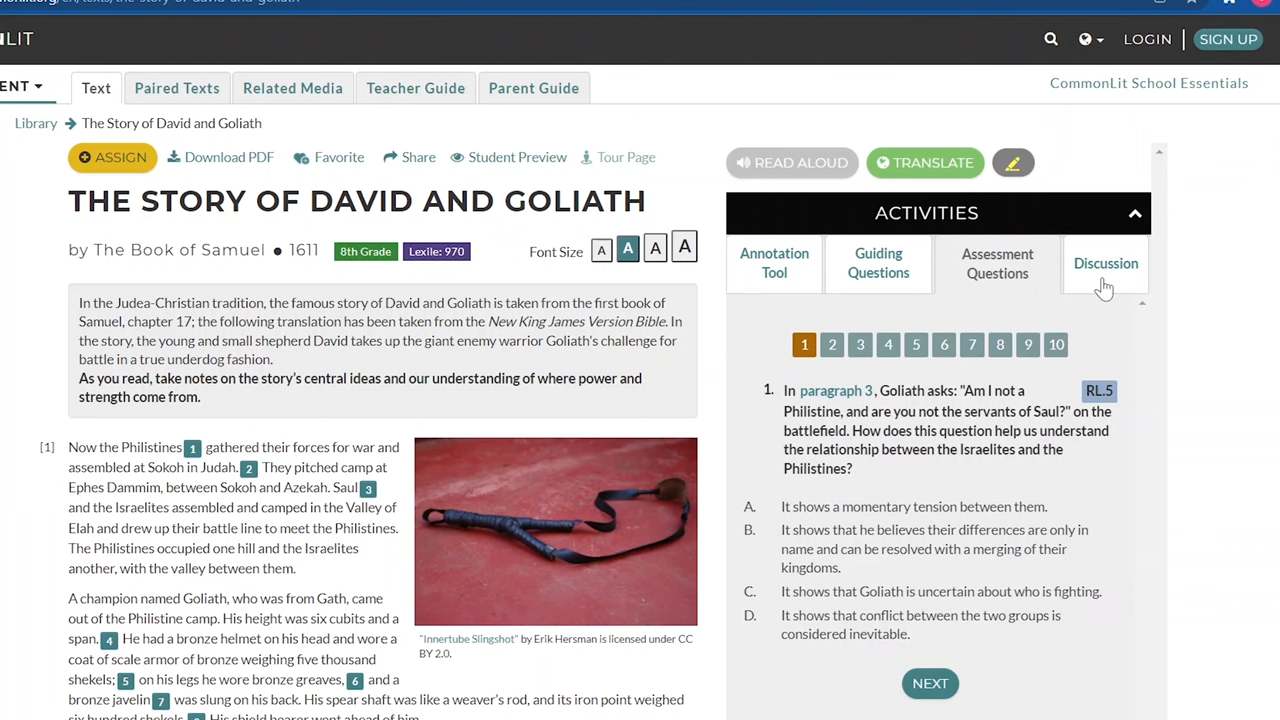 NLIT
LOGIN
SIGN UP
ENT
Text
Paired Texts
Related Media
Teacher Guide
Parent Guide
CommonLit School Essentials
Library → The Story of David and Goliath
ASSIGN
Download PDF
Favorite
Share
Student Preview
Tour Page
THE STORY OF DAVID AND GOLIATH
by The Book of Samuel ● 1611
8th Grade
Lexile: 970
Font Size A A A A
In the Judea-Christian tradition, the famous story of David and Goliath is taken from the first book of
Samuel, chapter 17; the following translation has been taken from the New King James Version Bible. In
the story, the young and small shepherd David takes up the giant enemy warrior Goliath's challenge for
battle in a true underdog fashion.
As you read, take notes on the story's central ideas and our understanding of where power and
strength come from.
[1] Now the Philistines 1 gathered their forces for war and
assembled at Sokoh in Judah. 2 They pitched camp at
Ephes Dammim, between Sokoh and Azekah. Saul 3
and the Israelites assembled and camped in the Valley of
Elah and drew up their battle line to meet the Philistines.
The Philistines occupied one hill and the Israelites
another, with the valley between them.
A champion named Goliath, who was from Gath, came
out of the Philistine camp. His height was six cubits and a
span. 4 He had a bronze helmet on his head and wore a
coat of scale armor of bronze weighing five thousand
shekels; 5 on his legs he wore bronze greaves, 6 and a
bronze javelin 7 was slung on his back. His spear shaft was like a weaver's rod, and its iron point weighed
six hundred shekels. His shield bearer went ahead of him.
"Innertube Slingshot" by Erik Hersman is licensed under CC
BY 2.0.
READ ALOUD
TRANSLATE
ACTIVITIES
Annotation
Tool
Guiding
Questions
Assessment
Questions
Discussion
1 2 3 4 5 6 7 8 9 10
1. In paragraph 3, Goliath asks: "Am I not a
RL.5
Philistine, and are you not the servants of Saul?" on the
battlefield. How does this question help us understand
the relationship between the Israelites and the
Philistines?
A. It shows a momentary tension between them.
B. It shows that he believes their differences are only in
name and can be resolved with a merging of their
kingdoms.
C. It shows that Goliath is uncertain about who is fighting.
D. It shows that conflict between the two groups is
considered inevitable.
NEXT